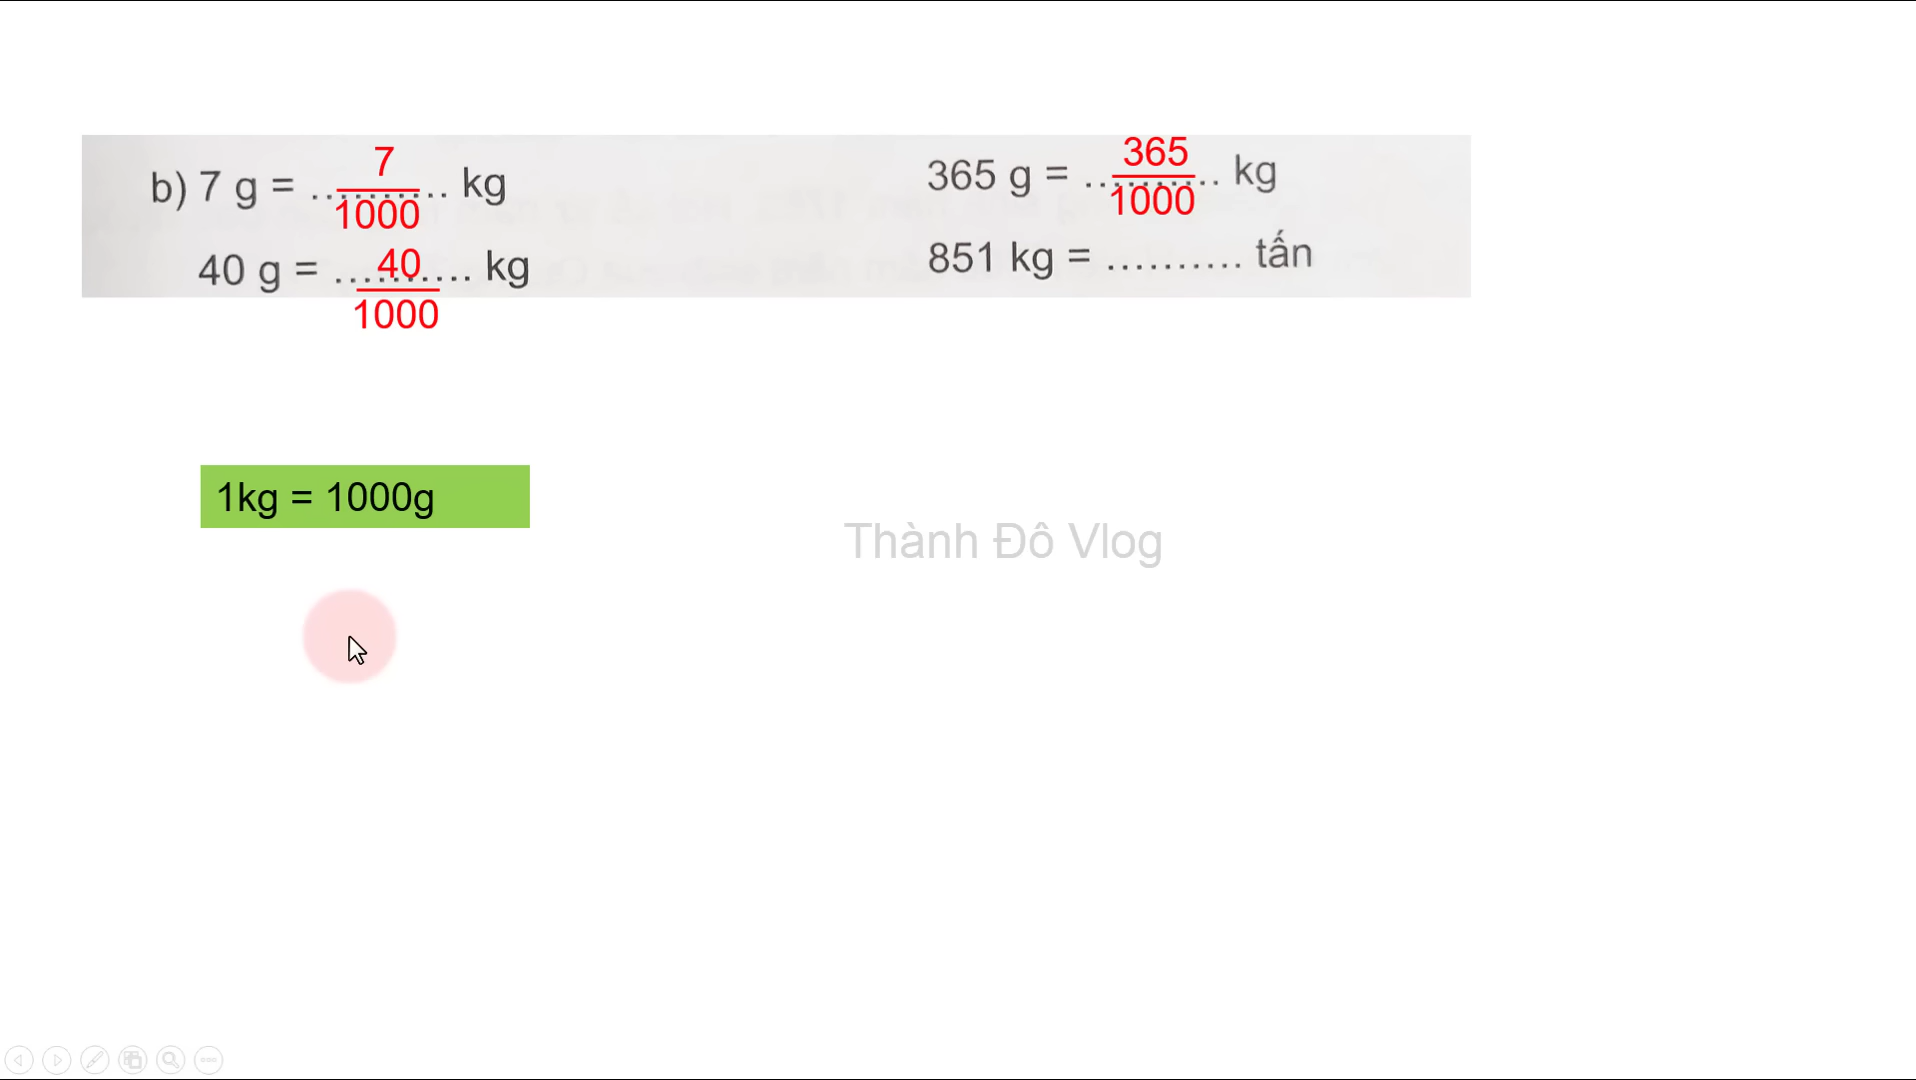 b) 7 g = ..7/1000.. kg
365 g = ..365/1000.. kg
40 g = ..40/1000.. kg
851 kg = .......... tấn
1kg = 1000g
Thành Đô Vlog